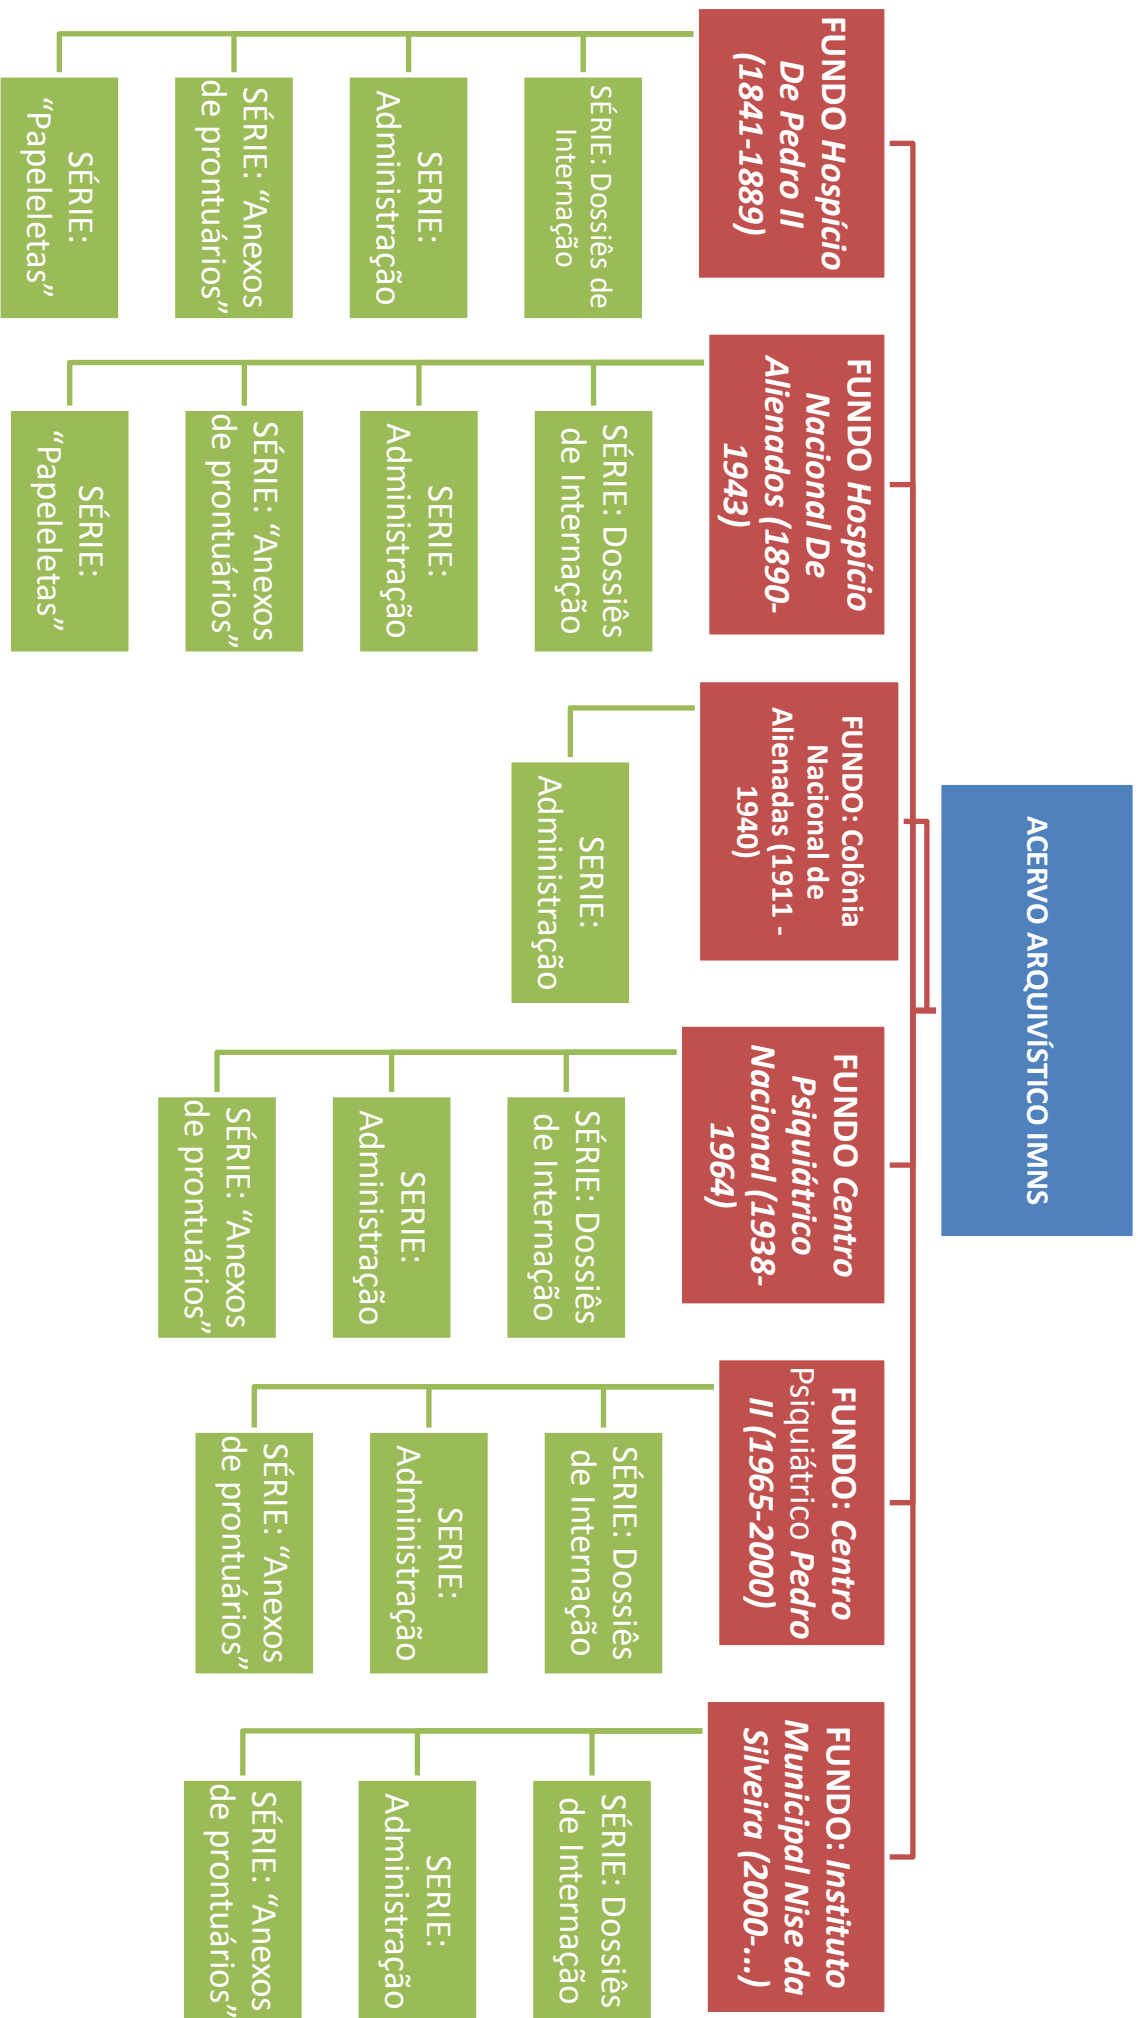 ACERVO ARQUIVÍSTICO IMNS
FUNDO Hospício
De Pedro II
(1841-1889)
SÉRIE: Dossiês de
Internação
SERIE:
Administração
SÉRIE: “Anexos
de prontuários”
SÉRIE:
“Papeleletas”
FUNDO Hospício
Nacional De
Alienados (1890-
1943)
SÉRIE: Dossiês
de Internação
SERIE:
Administração
SÉRIE: “Anexos
de prontuários”
SÉRIE:
“Papeleletas”
FUNDO: Colônia
Nacional de
Alienadas (1911 -
1940)
SERIE:
Administração
FUNDO Centro
Psiquiátrico
Nacional (1938-
1964)
SÉRIE: Dossiês
de Internação
SERIE:
Administração
SÉRIE: “Anexos
de prontuários”
FUNDO: Centro
Psiquiátrico Pedro
II (1965-2000)
SÉRIE: Dossiês
de Internação
SERIE:
Administração
SÉRIE: “Anexos
de prontuários”
FUNDO: Instituto
Municipal Nise da
Silveira (2000-...)
SÉRIE: Dossiês
de Internação
SERIE:
Administração
SÉRIE: “Anexos
de prontuários”